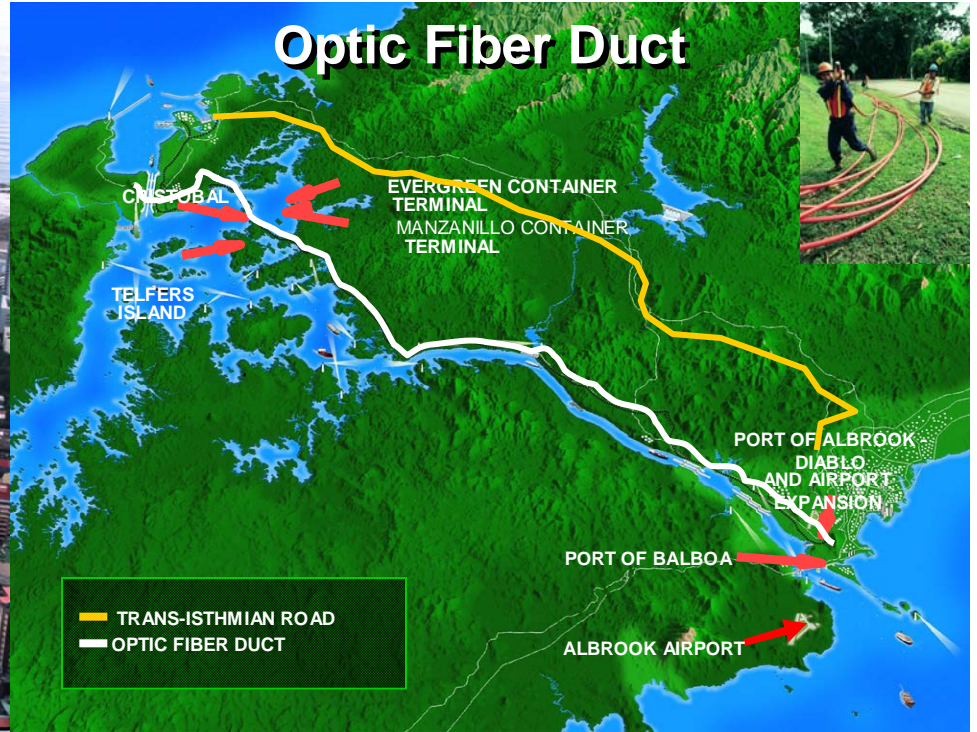 Optic Fiber Duct
CRISTOBAL
EVERGREEN CONTAINER
TERMINAL
MANZANILLO CONTAINER
TERMINAL
TELFERS
ISLAND
PORT OF ALBROOK -
DIABLO
AND AIRPORT
EXPANSION
PORT OF BALBOA
ALBROOK AIRPORT
TRANS-ISTHMIAN ROAD
OPTIC FIBER DUCT